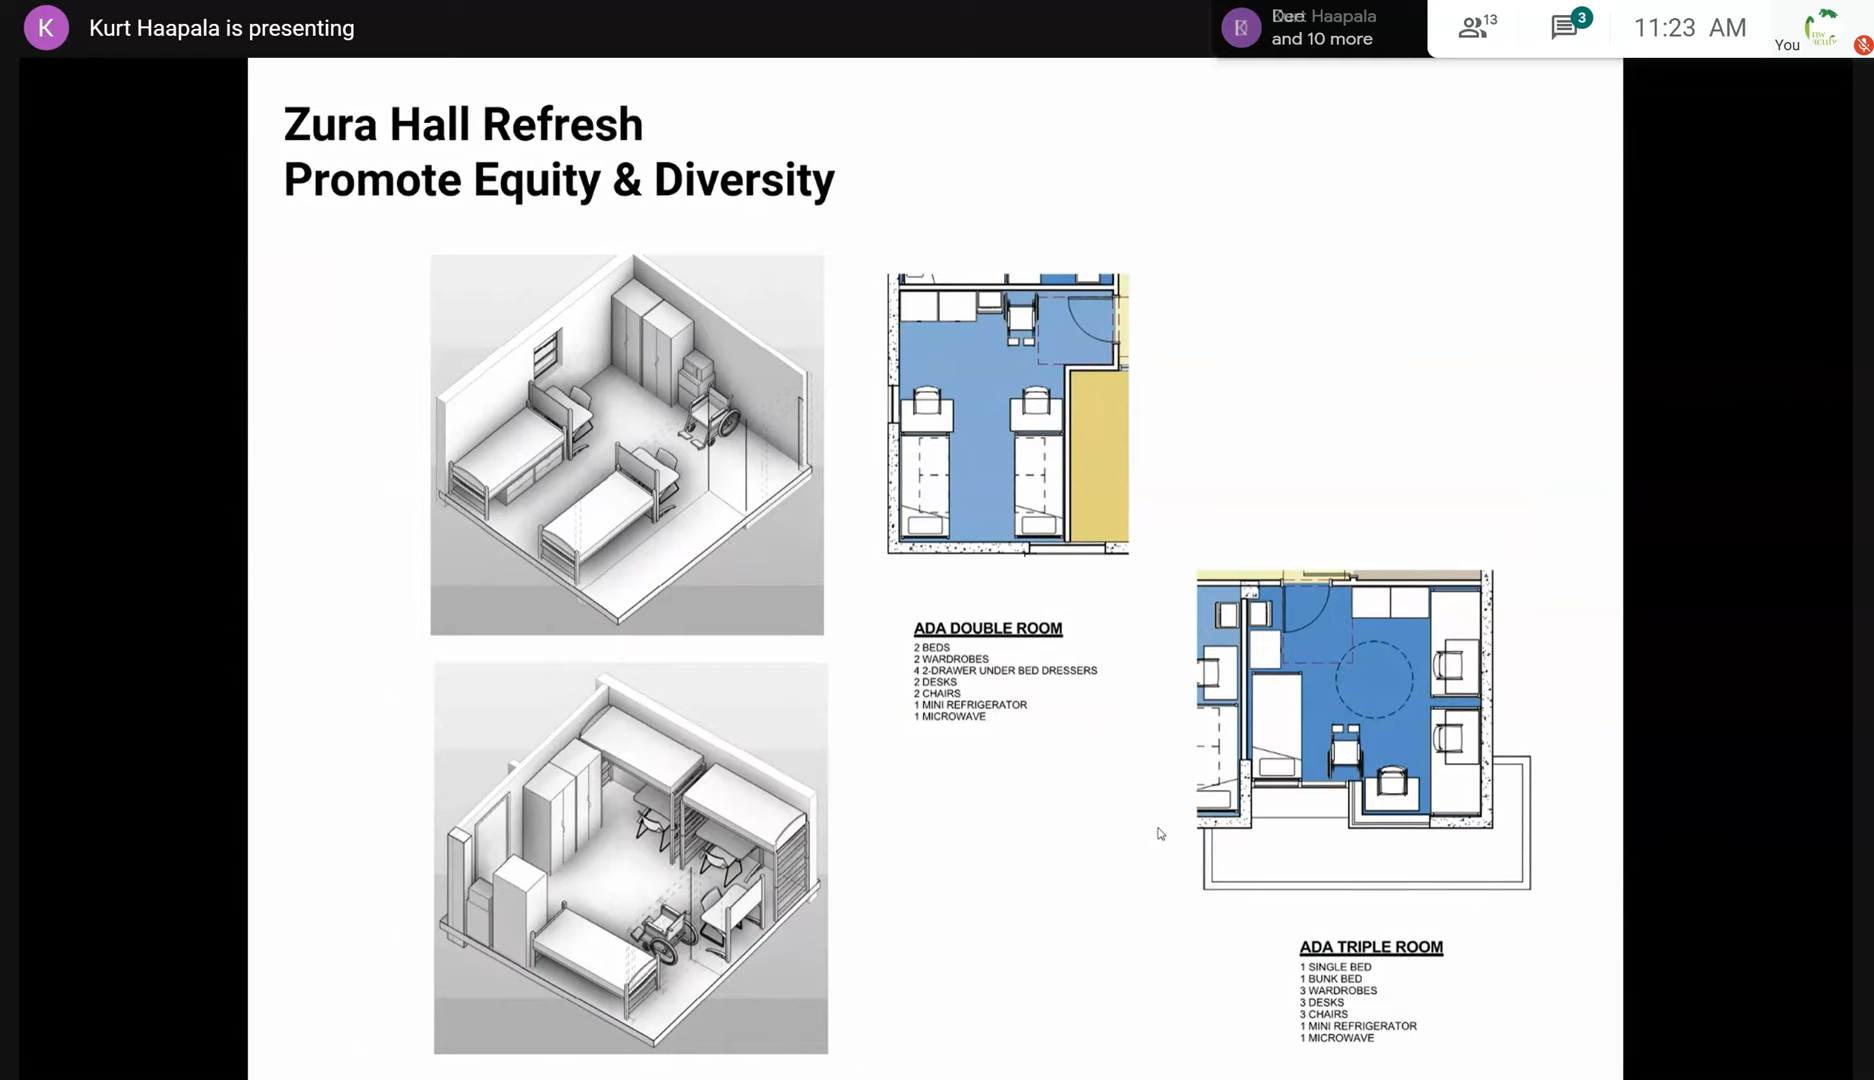 K
Kurt Haapala is presenting
Kurt Haapala
and 10 more
13
3
11:23 AM
You
Zura Hall Refresh
Promote Equity & Diversity
ADA DOUBLE ROOM
2 BEDS
2 WARDROBES
4 2-DRAWER UNDER BED DRESSERS
2 DESKS
2 CHAIRS
1 MINI REFRIGERATOR
1 MICROWAVE
ADA TRIPLE ROOM
1 SINGLE BED
1 BUNK BED
3 WARDROBES
3 DESKS
3 CHAIRS
1 MINI REFRIGERATOR
1 MICROWAVE